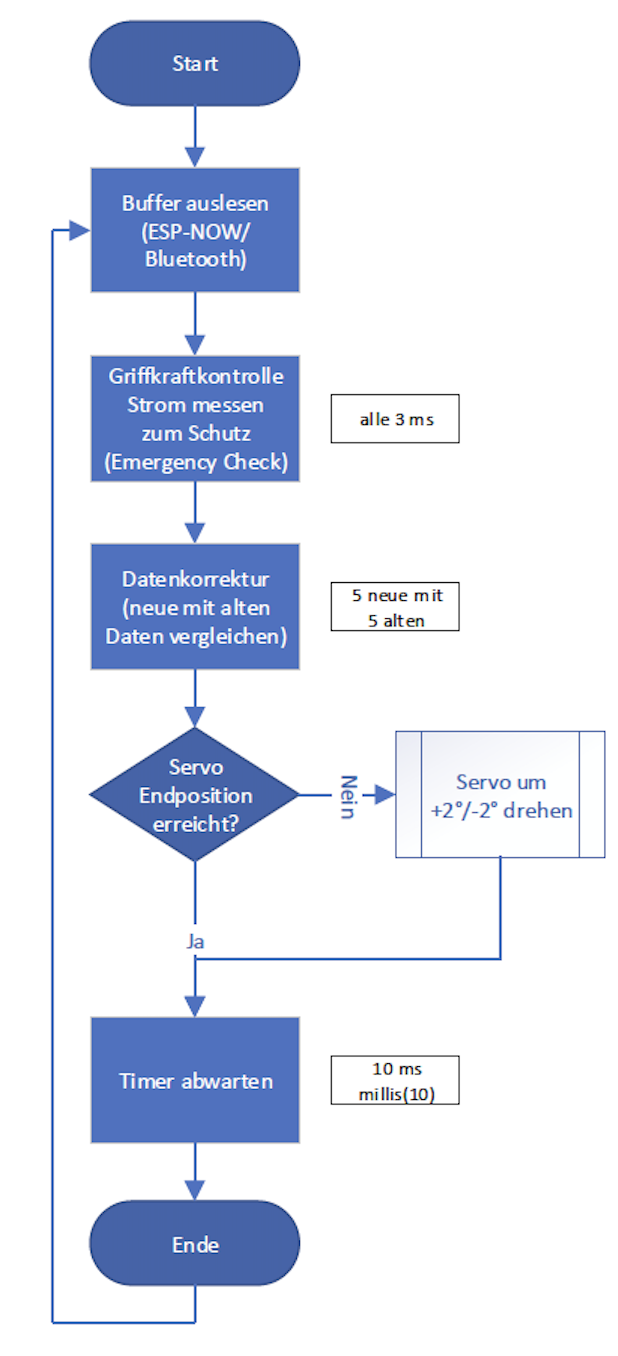 Start
Buffer auslesen
(ESP-NOW/
Bluetooth)
Griffkraftkontrolle
Strom messen
zum Schutz
(Emergency Check)
alle 3 ms
Datenkorrektur
(neue mit alten
Daten vergleichen)
5 neue mit
5 alten
Servo
Endposition
erreicht?
Nein
Servo um
+2°/-2° drehen
Ja
Timer abwarten
10 ms
millis(10)
Ende